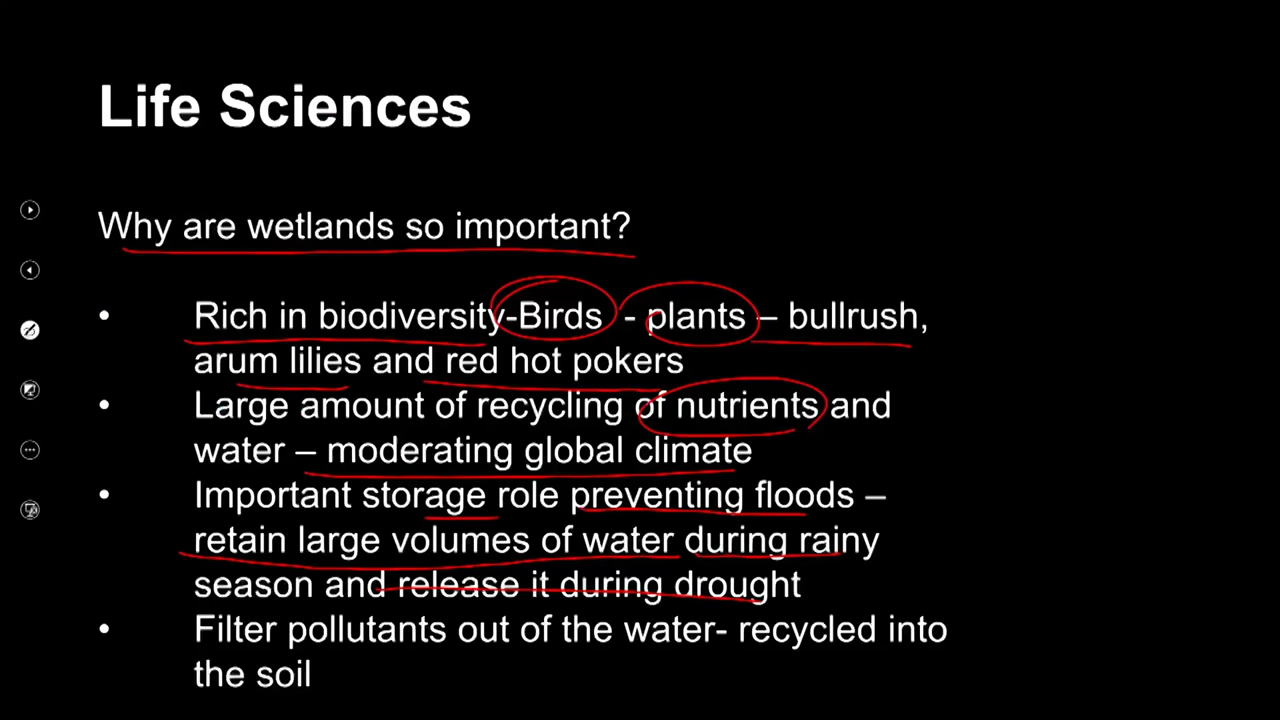 Life Sciences
Why are wetlands so important?
• Rich in biodiversity-Birds - plants – bullrush,
arum lilies and red hot pokers
• Large amount of recycling of nutrients and
water – moderating global climate
• Important storage role preventing floods –
retain large volumes of water during rainy
season and release it during drought
• Filter pollutants out of the water- recycled into
the soil